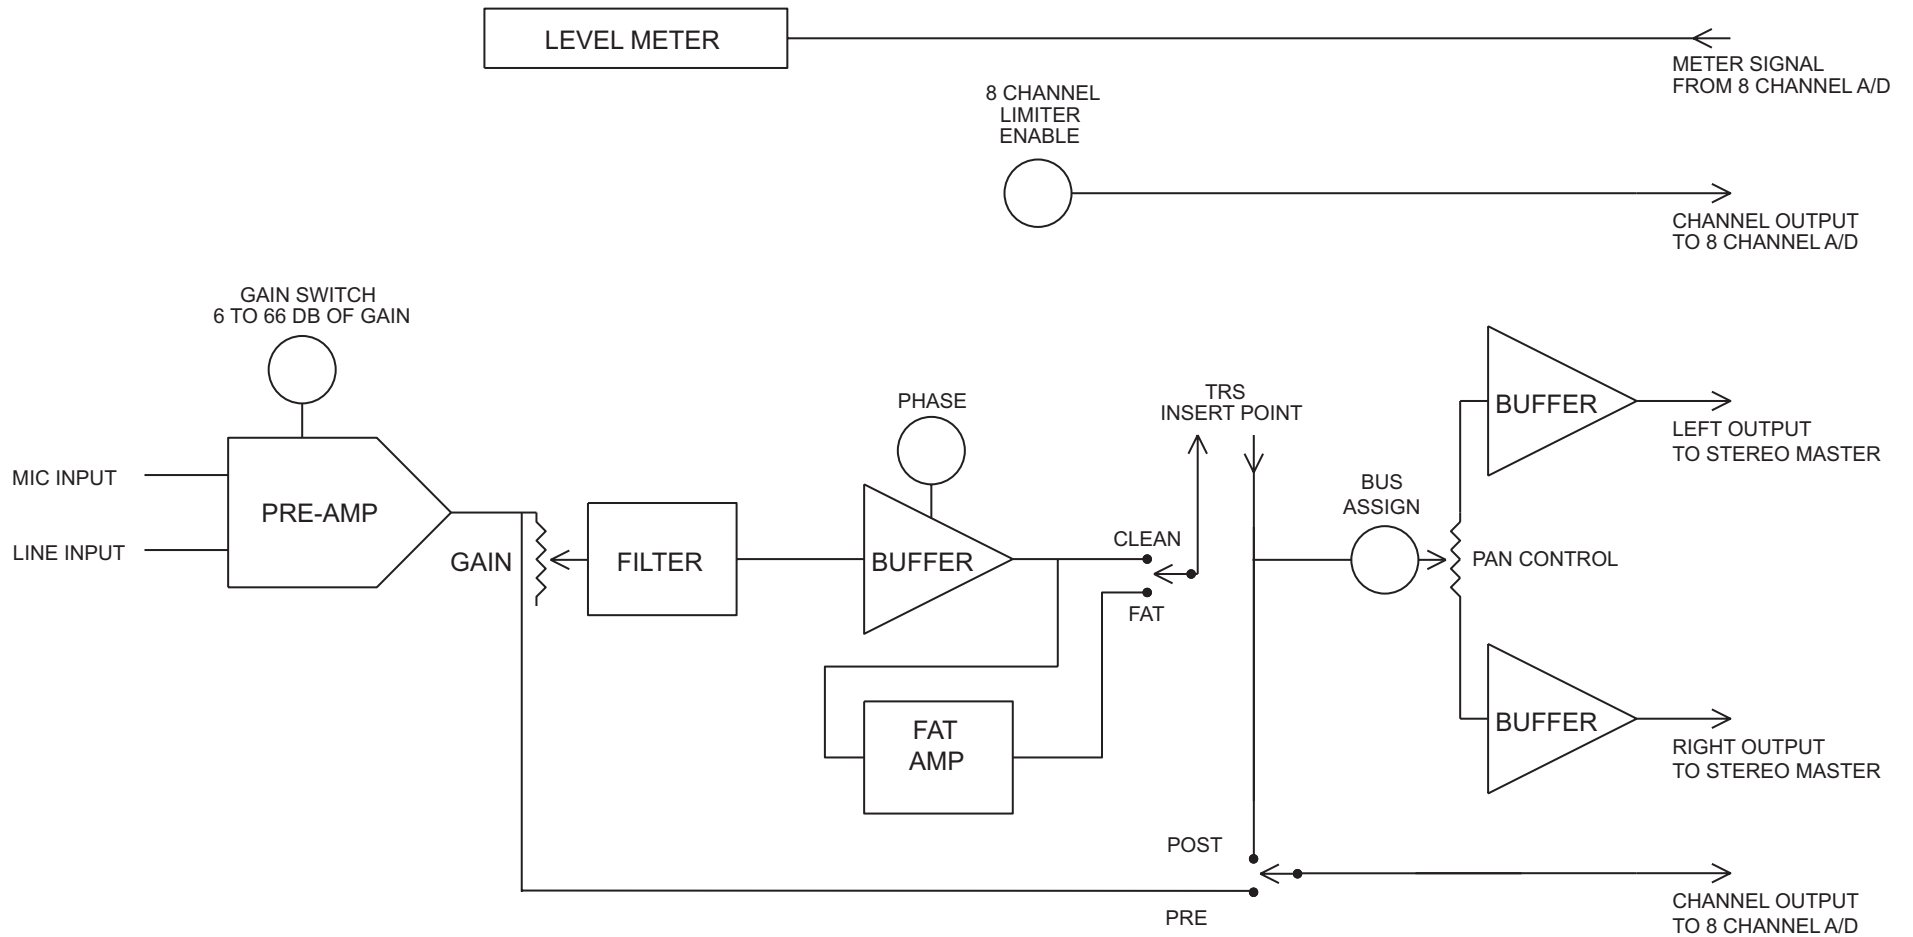 LEVEL METER
METER SIGNAL
FROM 8 CHANNEL A/D
8 CHANNEL
LIMITER
ENABLE
CHANNEL OUTPUT
TO 8 CHANNEL A/D
GAIN SWITCH
6 TO 66 DB OF GAIN
MIC INPUT
LINE INPUT
PRE-AMP
GAIN
FILTER
PHASE
BUFFER
FAT
AMP
CLEAN
FAT
TRS
INSERT POINT
BUS
ASSIGN
PAN CONTROL
BUFFER
LEFT OUTPUT
TO STEREO MASTER
BUFFER
RIGHT OUTPUT
TO STEREO MASTER
POST
PRE
CHANNEL OUTPUT
TO 8 CHANNEL A/D